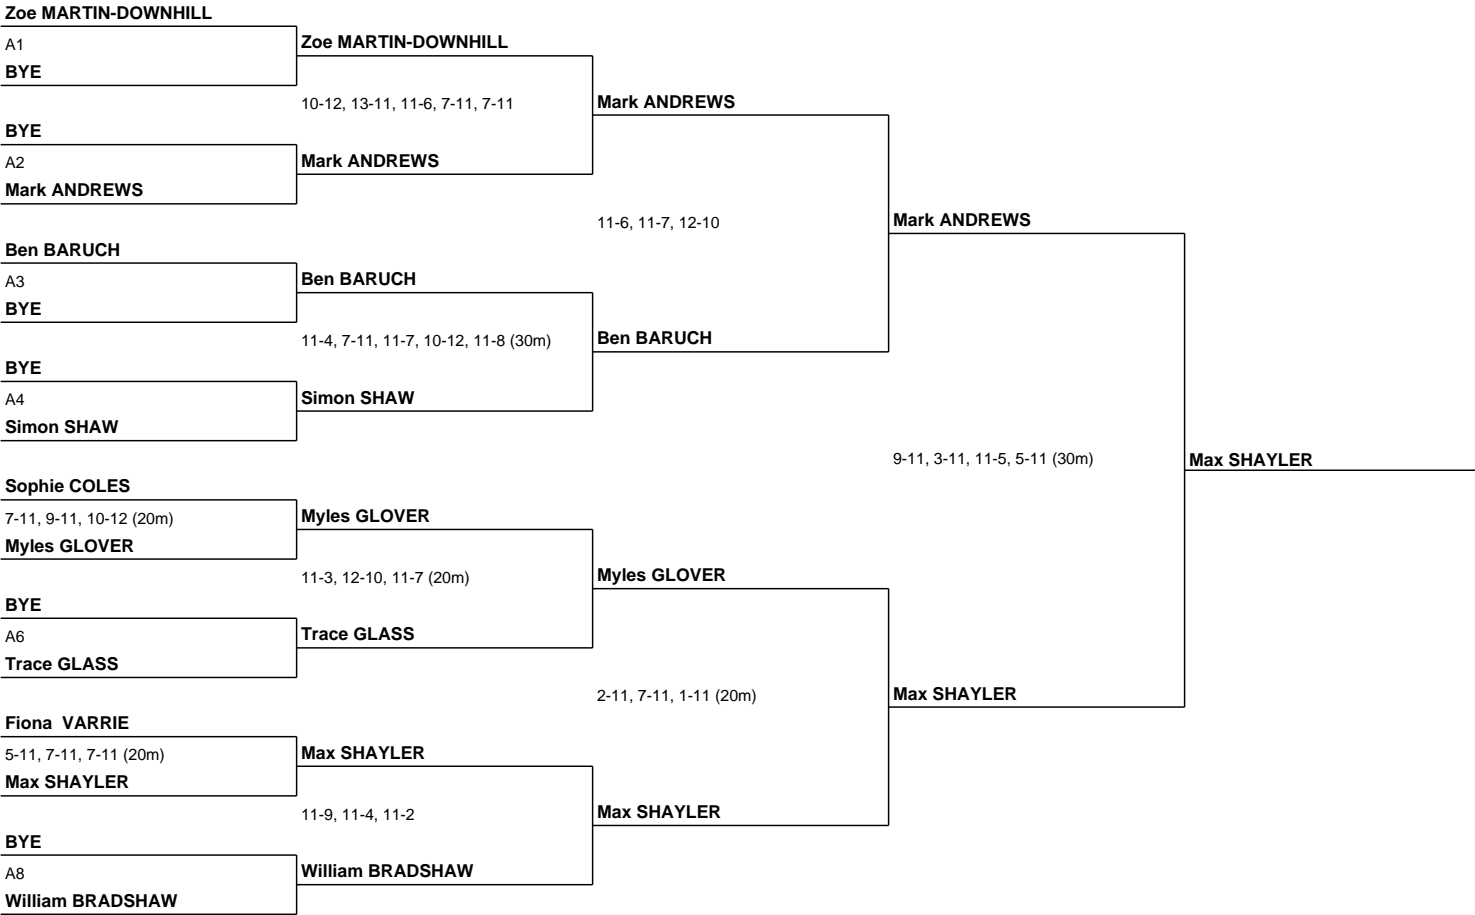 Zoe MARTIN-DOWNHILL
A1
BYE
BYE
A2
Mark ANDREWS
Ben BARUCH
A3
BYE
BYE
A4
Simon SHAW
Sophie COLES
7-11, 9-11, 10-12 (20m)
Myles GLOVER
BYE
A6
Trace GLASS
Fiona VARRIE
5-11, 7-11, 7-11 (20m)
Max SHAYLER
BYE
A8
William BRADSHAW
Zoe MARTIN-DOWNHILL
10-12, 13-11, 11-6, 7-11, 7-11
Mark ANDREWS
Ben BARUCH
11-4, 7-11, 11-7, 10-12, 11-8 (30m)
Simon SHAW
Myles GLOVER
11-3, 12-10, 11-7 (20m)
Trace GLASS
Max SHAYLER
11-9, 11-4, 11-2
William BRADSHAW
Mark ANDREWS
11-6, 11-7, 12-10
Ben BARUCH
Myles GLOVER
2-11, 7-11, 1-11 (20m)
Max SHAYLER
Mark ANDREWS
9-11, 3-11, 11-5, 5-11 (30m)
Max SHAYLER
Max SHAYLER